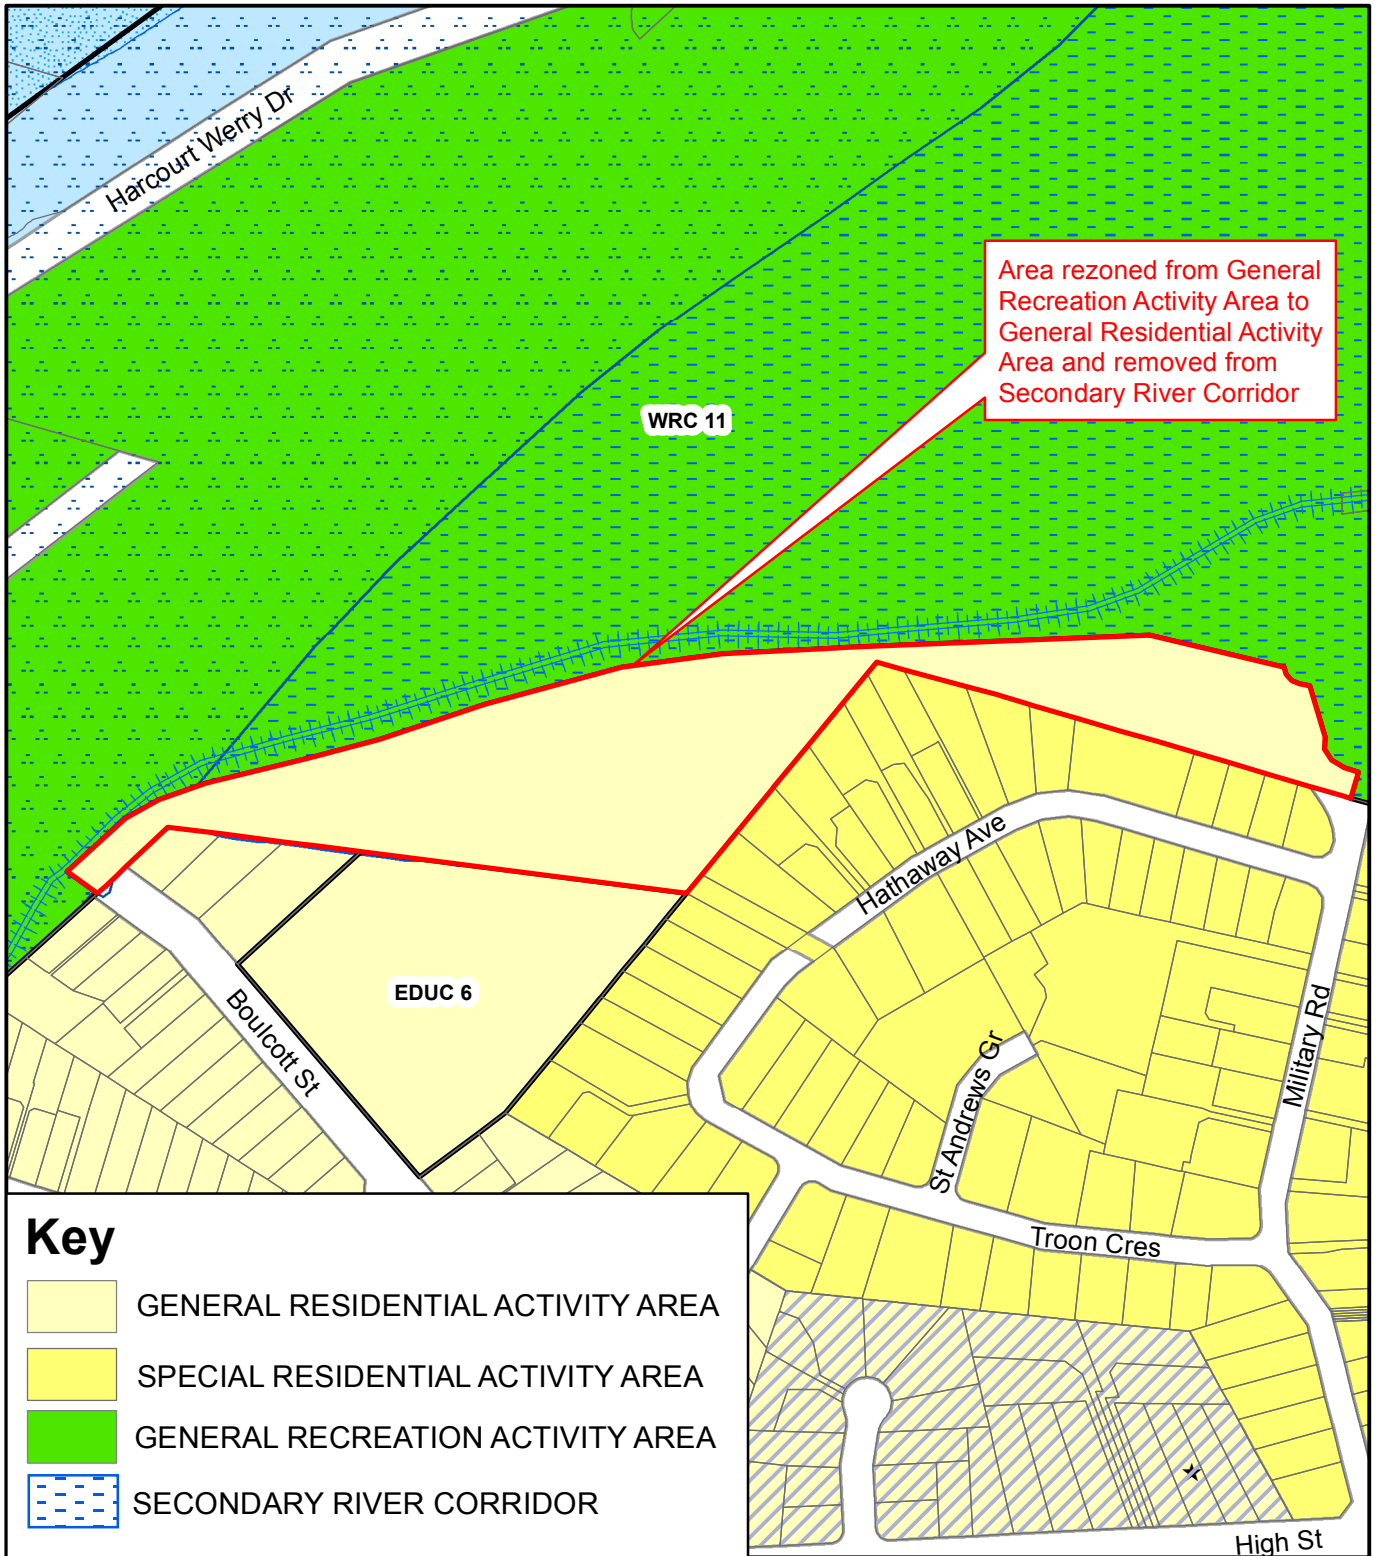 Harcourt Werry Dr
Area rezoned from General
Recreation Activity Area to
General Residential Activity
Area and removed from
Secondary River Corridor
WRC 11
Hathaway Ave
EDUC 6
Boulcott St
St Andrews Gr
Military Rd
Troon Cres
Key
GENERAL RESIDENTIAL ACTIVITY AREA
SPECIAL RESIDENTIAL ACTIVITY AREA
GENERAL RECREATION ACTIVITY AREA
SECONDARY RIVER CORRIDOR
High St